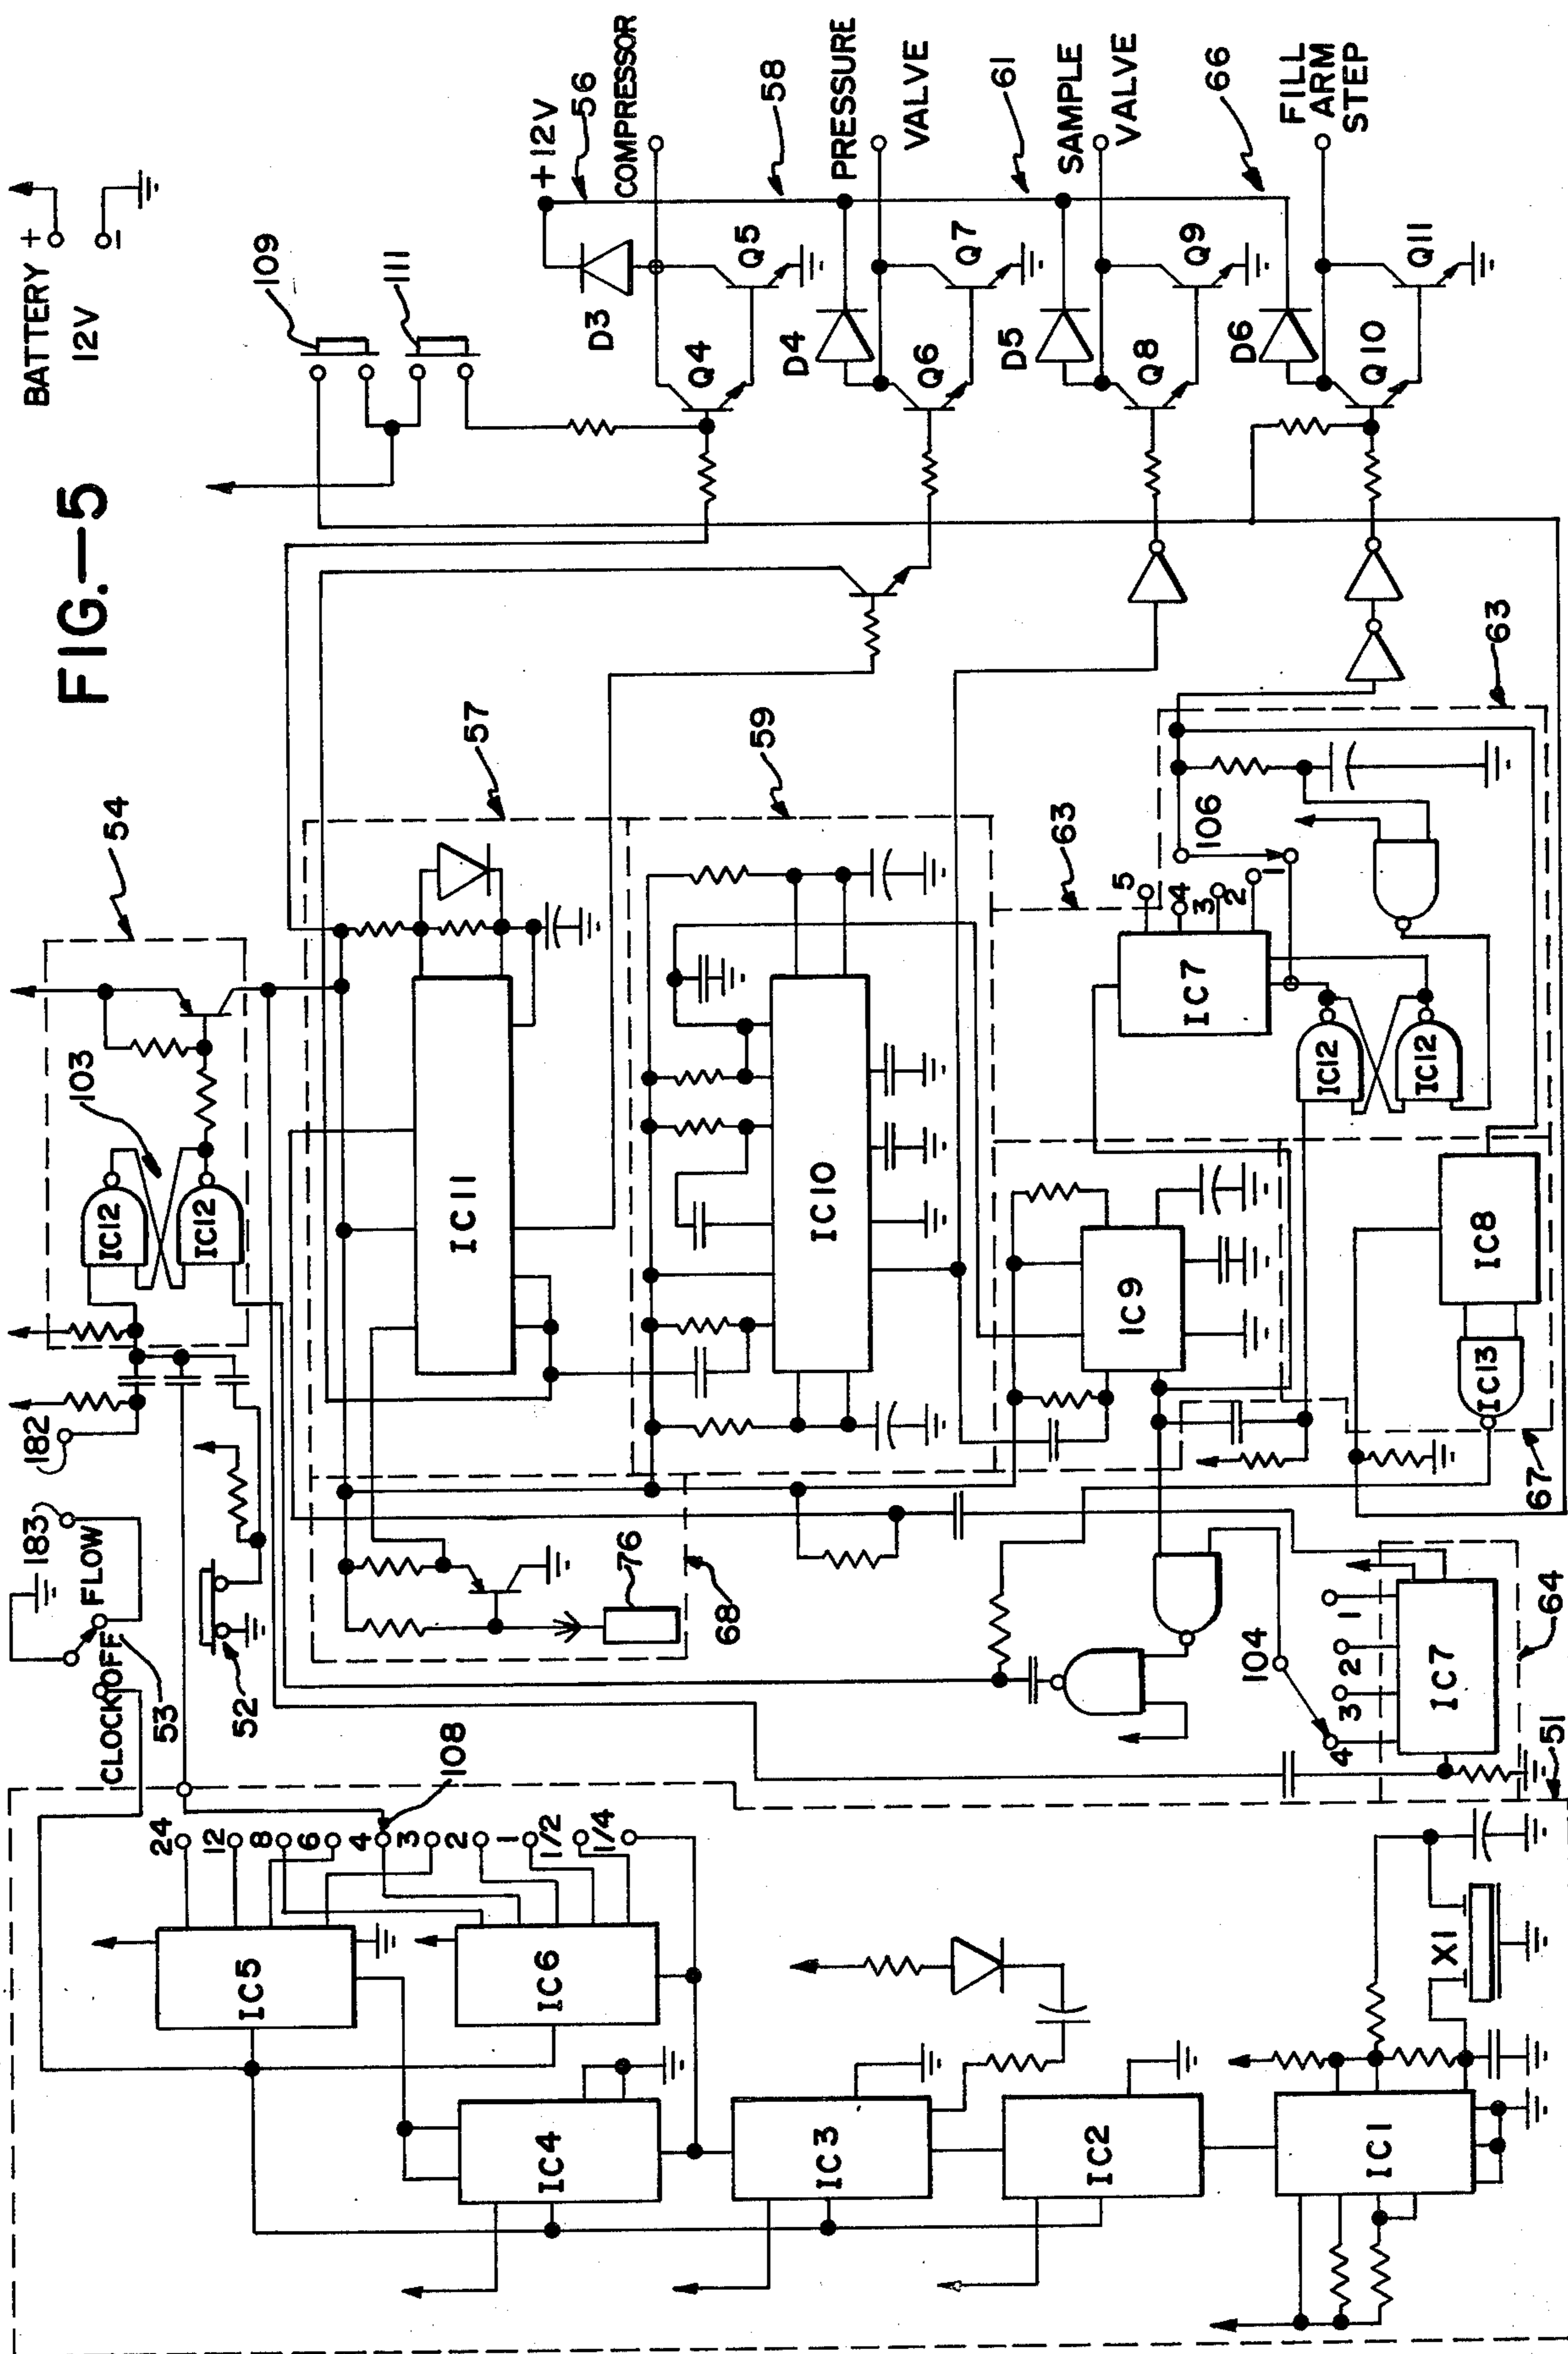 FIG.—5
BATTERY +
12V −
109
111
+12V
56
COMPRESSOR
D3
Q4
Q5
58
PRESSURE
VALVE
D4
Q6
Q7
61
SAMPLE
VALVE
D5
Q8
Q9
66
FILL
ARM
STEP
D6
Q10
Q11
54
103
IC12
IC12
57
IC11
59
IC10
63
63
106
5
4
3
2
1
IC7
IC12
IC12
IC9
IC8
IC13
67
182
183
FLOW
OFF
CLOCK
53
52
76
68
104
1
2
3
4
IC7
64
51
108
24
12
8
6
4
3
2
1
1/2
1/4
IC5
IC6
IC4
IC3
IC2
IC1
X1